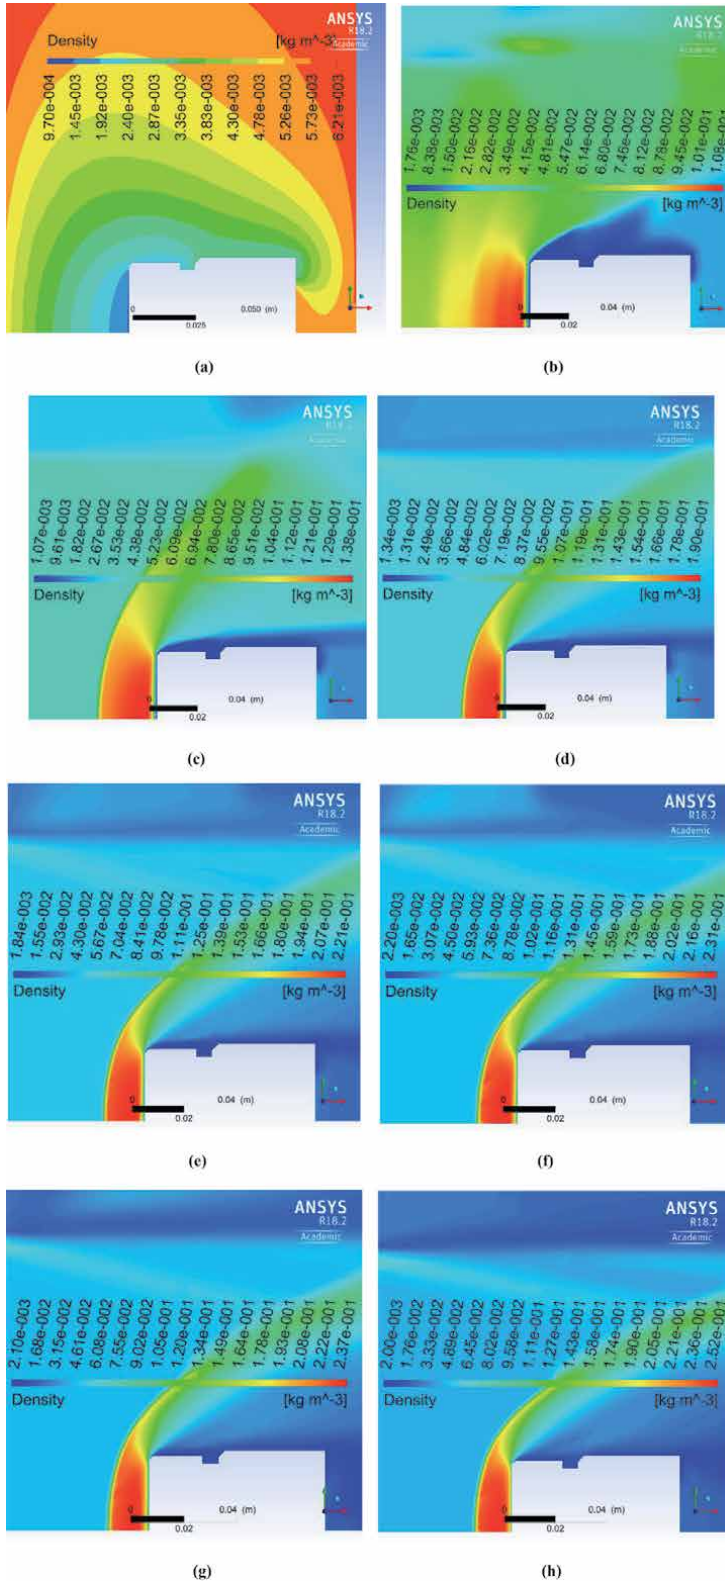 ANSYS
R18.2
Academic
Density [kg m^-3]
9.70e-004
1.45e-003
1.92e-003
2.40e-003
2.87e-003
3.35e-003
3.83e-003
4.30e-003
4.78e-003
5.26e-003
5.73e-003
6.21e-003
0 0.050 (m)
0.025
(a)
ANSYS
R18.2
Academic
1.76e-003
8.38e-003
1.50e-002
2.16e-002
2.82e-002
3.49e-002
4.15e-002
4.81e-002
5.47e-002
6.14e-002
6.80e-002
7.45e-002
8.12e-002
8.78e-002
9.45e-002
1.01e-001
1.08e-001
Density [kg m^-3]
0 0.04 (m)
0.02
(b)
ANSYS
R18.2
Academic
1.07e-003
9.61e-003
1.82e-002
2.67e-002
3.53e-002
4.38e-002
5.23e-002
6.09e-002
6.94e-002
7.80e-002
8.65e-002
9.51e-002
1.04e-001
1.12e-001
1.21e-001
1.29e-001
1.38e-001
Density [kg m^-3]
0 0.04 (m)
0.02
(c)
ANSYS
R18.2
Academic
1.34e-003
1.31e-002
2.49e-002
3.66e-002
4.84e-002
6.02e-002
7.19e-002
8.37e-002
9.55e-002
1.07e-001
1.19e-001
1.31e-001
1.43e-001
1.54e-001
1.66e-001
1.78e-001
1.90e-001
Density [kg m^-3]
0 0.04 (m)
0.02
(d)
ANSYS
R18.2
Academic
1.84e-003
1.55e-002
2.93e-002
4.30e-002
5.67e-002
7.04e-002
8.41e-002
9.78e-002
1.11e-001
1.25e-001
1.39e-001
1.53e-001
1.66e-001
1.80e-001
1.94e-001
2.07e-001
2.21e-001
Density [kg m^-3]
0 0.04 (m)
0.02
(e)
ANSYS
R18.2
Academic
2.20e-003
1.65e-002
3.07e-002
4.50e-002
5.93e-002
7.36e-002
8.78e-002
1.02e-001
1.16e-001
1.31e-001
1.45e-001
1.59e-001
1.73e-001
1.88e-001
2.02e-001
2.16e-001
2.31e-001
Density [kg m^-3]
0 0.04 (m)
0.02
(f)
ANSYS
R18.2
Academic
2.10e-003
1.68e-002
3.15e-002
4.61e-002
6.08e-002
7.55e-002
9.02e-002
1.05e-001
1.20e-001
1.34e-001
1.49e-001
1.64e-001
1.78e-001
1.93e-001
2.08e-001
2.22e-001
2.37e-001
Density [kg m^-3]
0 0.04 (m)
0.02
(g)
ANSYS
R18.2
Academic
2.00e-003
1.76e-002
3.33e-002
4.89e-002
6.45e-002
8.02e-002
9.58e-002
1.11e-001
1.27e-001
1.43e-001
1.58e-001
1.74e-001
1.90e-001
2.05e-001
2.21e-001
2.36e-001
2.52e-001
Density [kg m^-3]
0 0.04 (m)
0.02
(h)